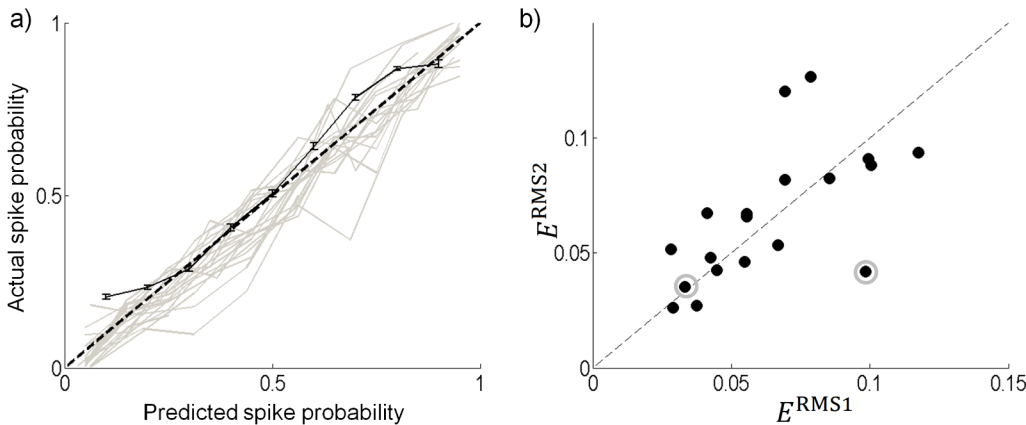 a)
1
0.5
0
Actual spike probability
0
0.5
1
Predicted spike probability
b)
0.1
0.05
0
E^RMS2
0
0.05
0.1
0.15
E^RMS1